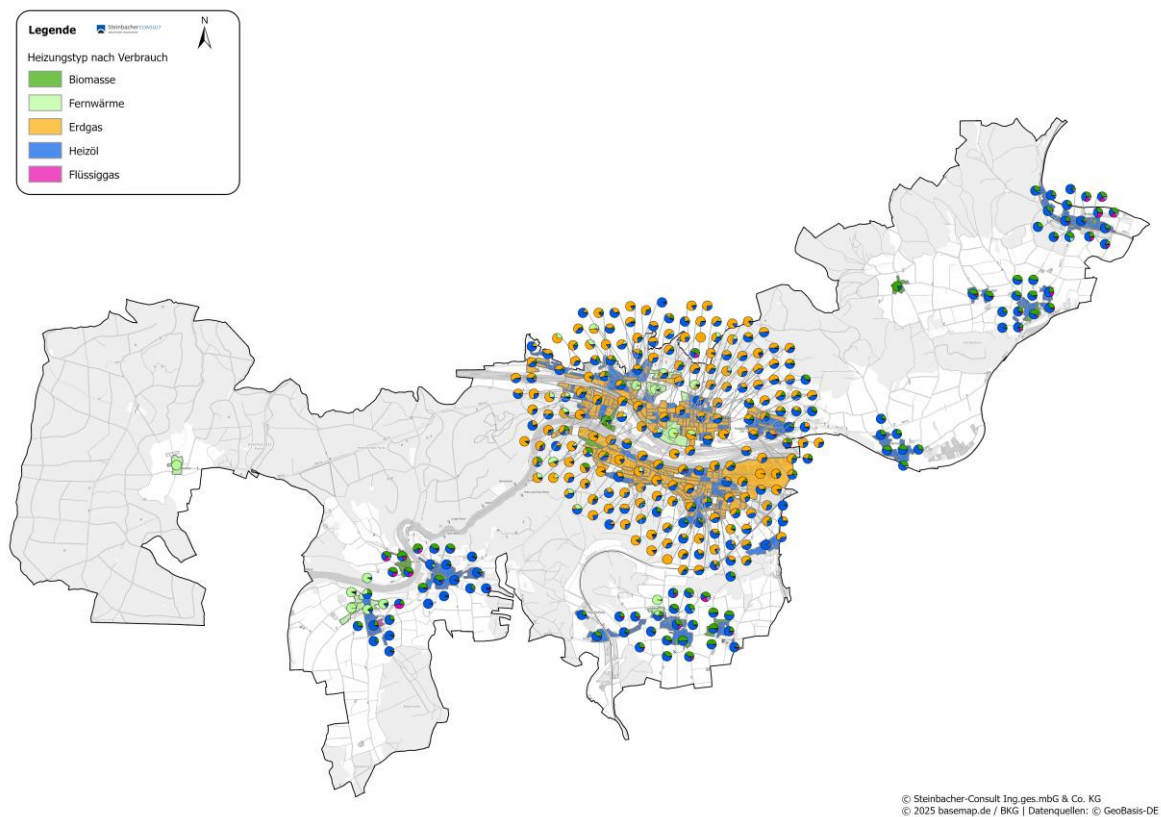 Legende
Steinbacher CONSULT
N
Heizungstyp nach Verbrauch
Biomasse
Fernwärme
Erdgas
Heizöl
Flüssiggas
© Steinbacher-Consult Ing.ges.mbG & Co. KG
© 2025 basemap.de / BKG | Datenquellen: © GeoBasis-DE